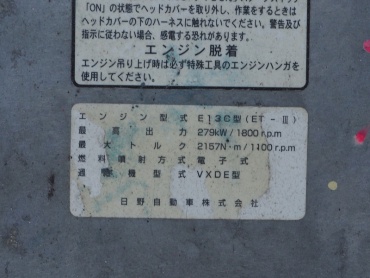 「ON」の状態でヘッドカバーを取り外し、作業をするときは
ヘッドカバーの下のハーネスに触れないでください。警告及び
指示に従わない場合、感電する恐れがあります。
エンジン脱着
エンジン吊り上げ時は必ず特殊工具のエンジンハンガを
使用してください。
エンジン型式 E13C型(ET-Ⅲ)
最高出力 279kW/1800r.p.m
最大トルク 2157N·m/1100r.p.m
燃料噴射方式 電子式
過給機型式 VXDE型
日野自動車株式会社